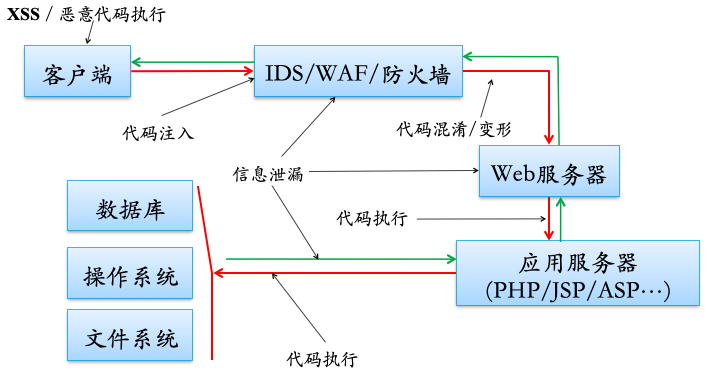 XSS / 恶意代码执行
客户端
IDS/WAF/防火墙
代码注入
代码混淆/变形
信息泄漏
Web服务器
数据库
代码执行
操作系统
应用服务器
(PHP/JSP/ASP…)
文件系统
代码执行